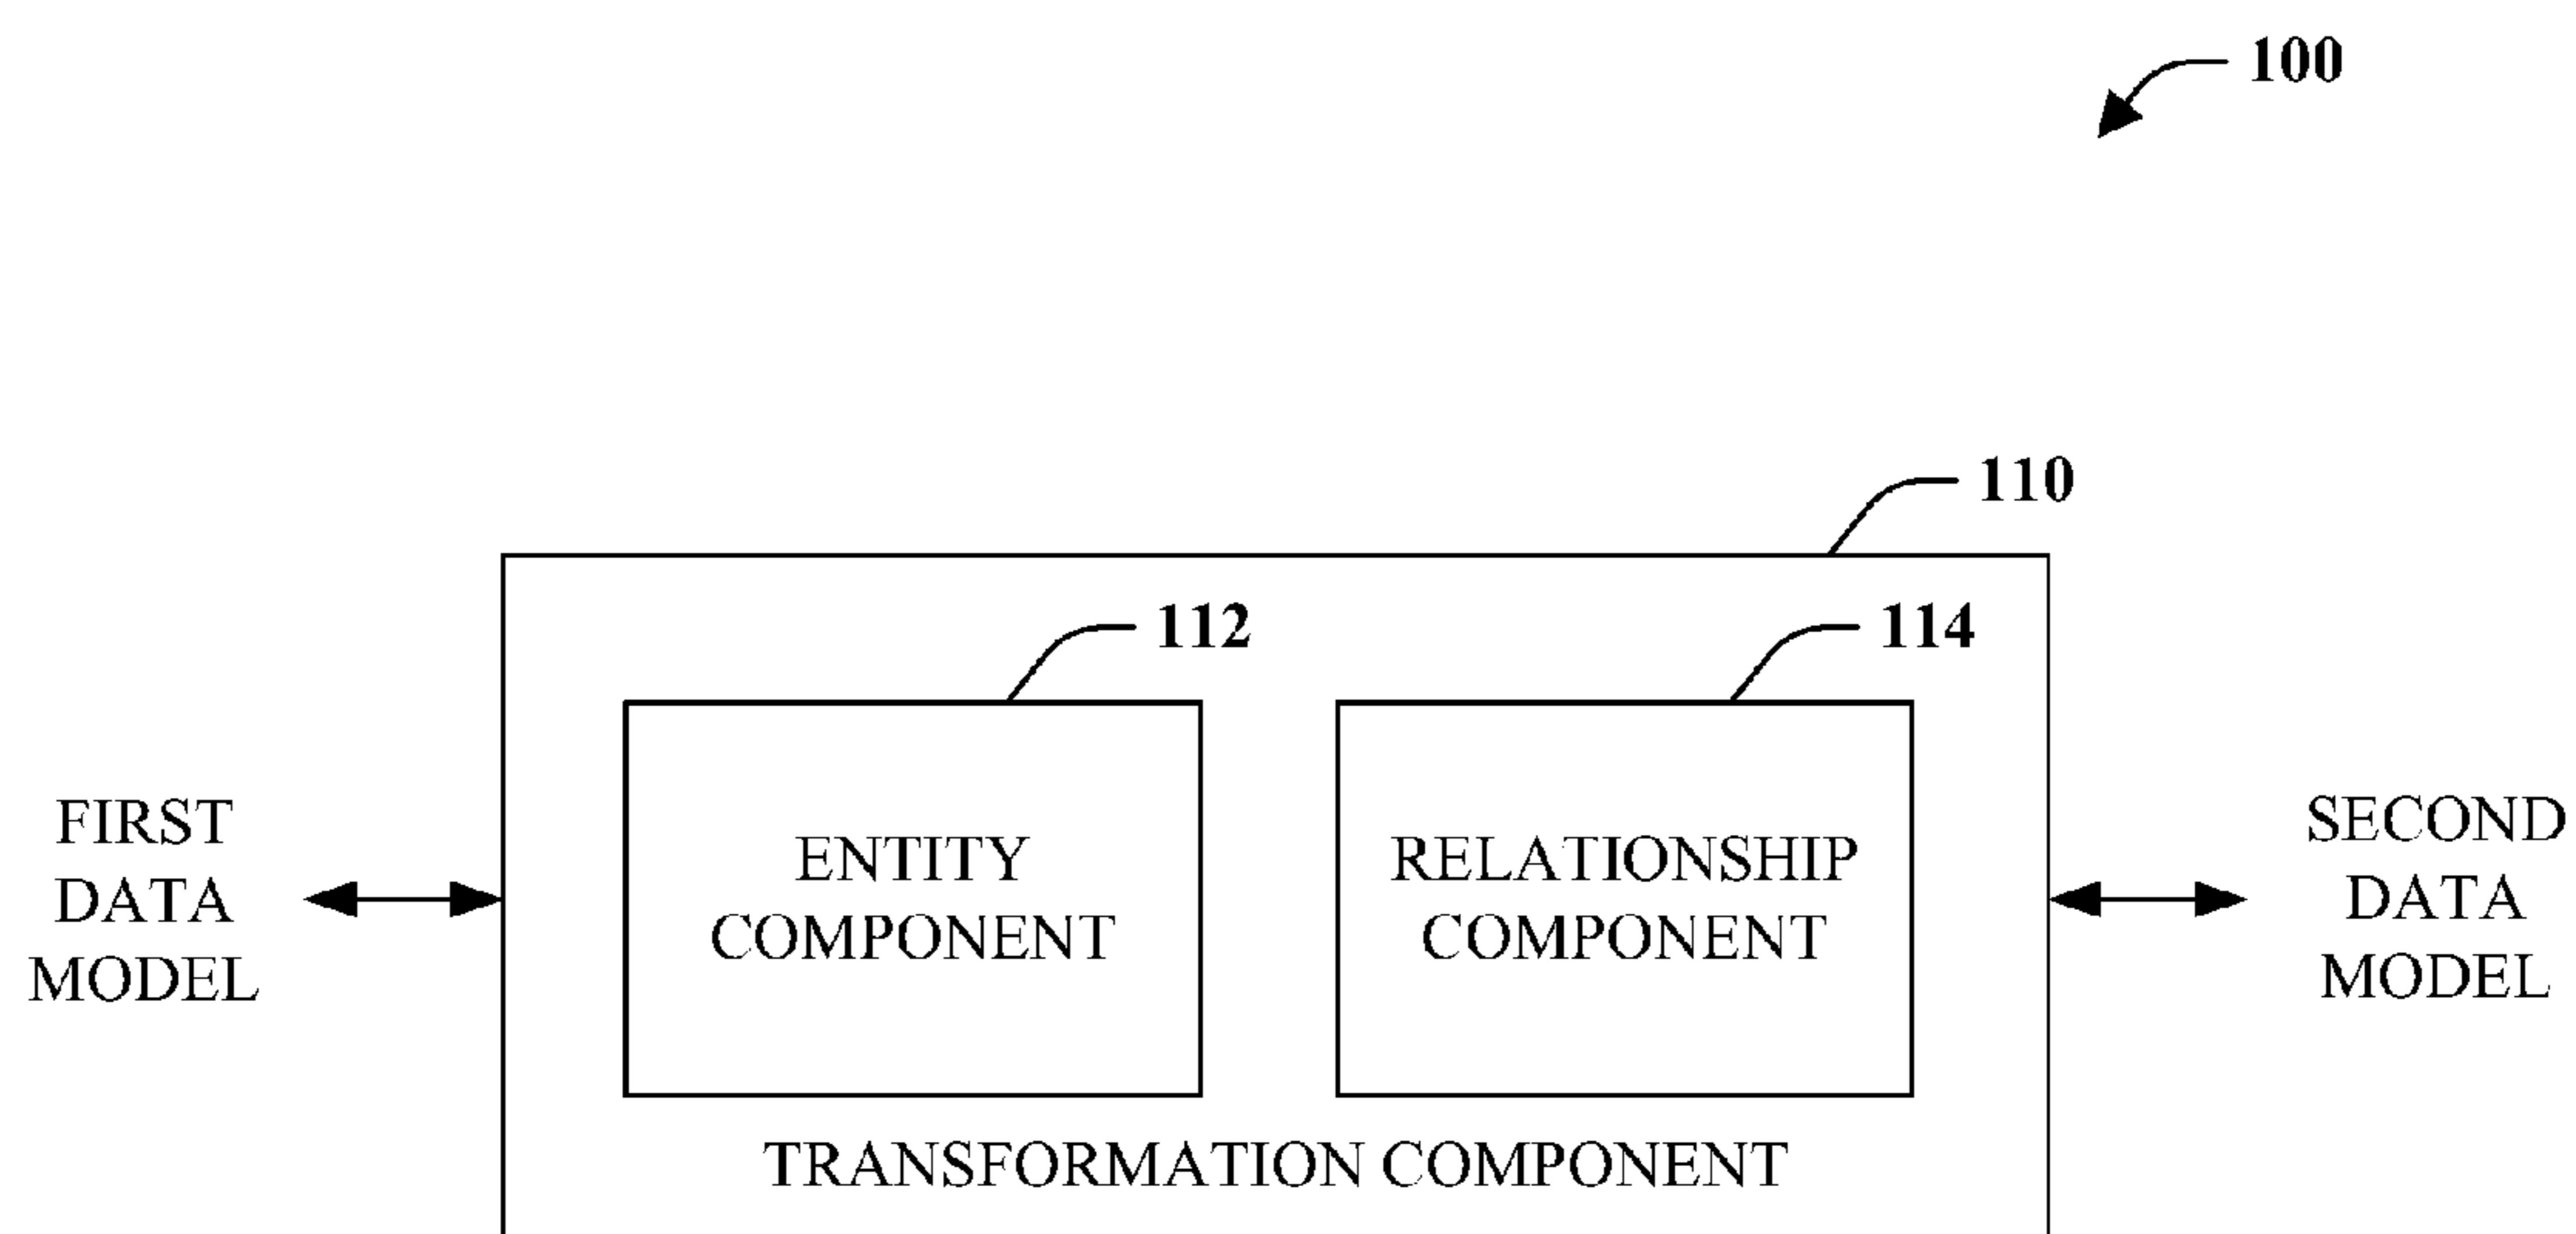 100
110
112
114
FIRST
DATA
MODEL
ENTITY
COMPONENT
RELATIONSHIP
COMPONENT
SECOND
DATA
MODEL
TRANSFORMATION COMPONENT